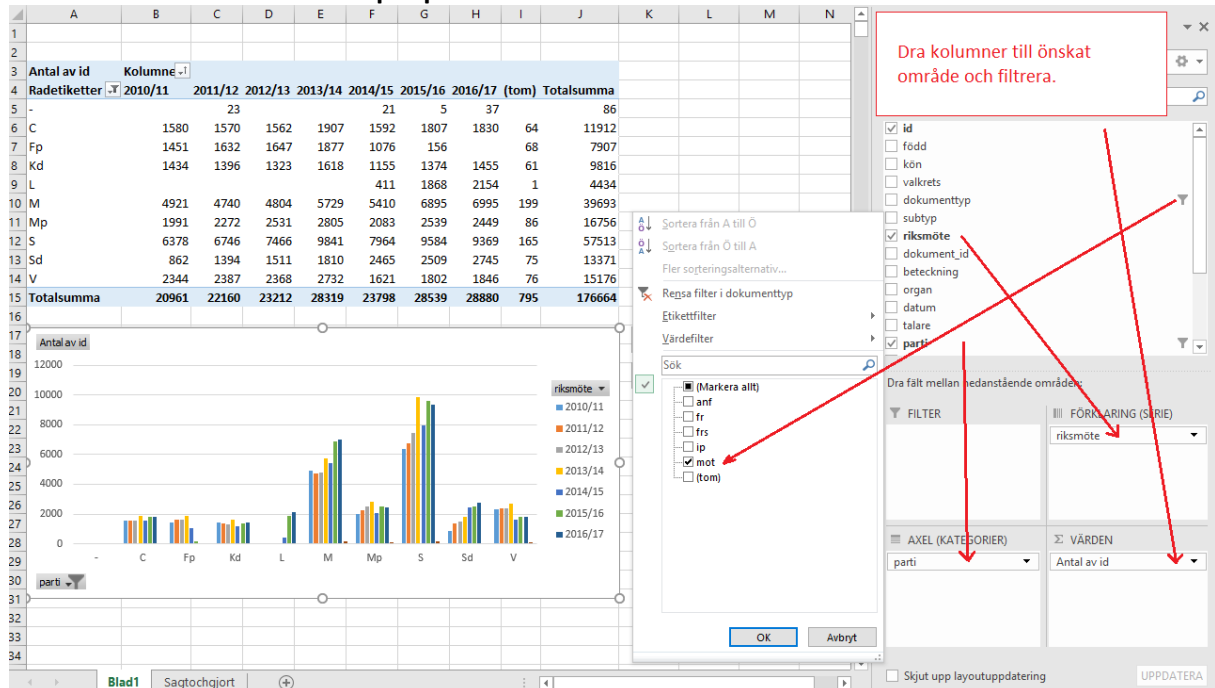 A B C D E F G H I J K L M N
1
2
3 Antal av id Kolumne
4 Radetiketter 2010/11 2011/12 2012/13 2013/14 2014/15 2015/16 2016/17 (tom) Totalsumma
5 - 23 21 5 37 86
6 C 1580 1570 1562 1907 1592 1807 1830 64 11912
7 Fp 1451 1632 1647 1877 1076 156 68 7907
8 Kd 1434 1396 1323 1618 1155 1374 1455 61 9816
9 L 411 1868 2154 1 4434
10 M 4921 4740 4804 5729 5410 6895 6995 199 39693
11 Mp 1991 2272 2531 2805 2083 2539 2449 86 16756
12 S 6378 6746 7466 9841 7964 9584 9369 165 57513
13 Sd 862 1394 1511 1810 2465 2509 2745 75 13371
14 V 2344 2387 2368 2732 1621 1802 1846 76 15176
15 Totalsumma 20961 22160 23212 28319 23798 28539 28880 795 176664
16
17
18
19
20
21
22
23
24
25
26
27
28
29
30
31
32
33
34
Antal av id
12000
10000
8000
6000
4000
2000
0
- C Fp Kd L M Mp S Sd V
riksmöte
2010/11
2011/12
2012/13
2013/14
2014/15
2015/16
2016/17
parti
Blad1 Sagtochgjort
Sortera från A till Ö
Sortera från Ö till A
Fler sorteringsalternativ...
Rensa filter i dokumenttyp
Etikettfilter
Värdefilter
Sök
(Markera allt)
anf
fr
frs
ip
mot
(tom)
OK Avbryt
Dra kolumner till önskat
område och filtrera.
id
född
kön
valkrets
dokumenttyp
subtyp
riksmöte
dokument_id
beteckning
organ
datum
talare
parti
Dra fält mellan nedanstående områden:
FILTER
FÖRKLARING (SERIE)
riksmöte
AXEL (KATEGORIER)
parti
Σ VÄRDEN
Antal av id
Skjut upp layoutuppdatering
UPPDATERA